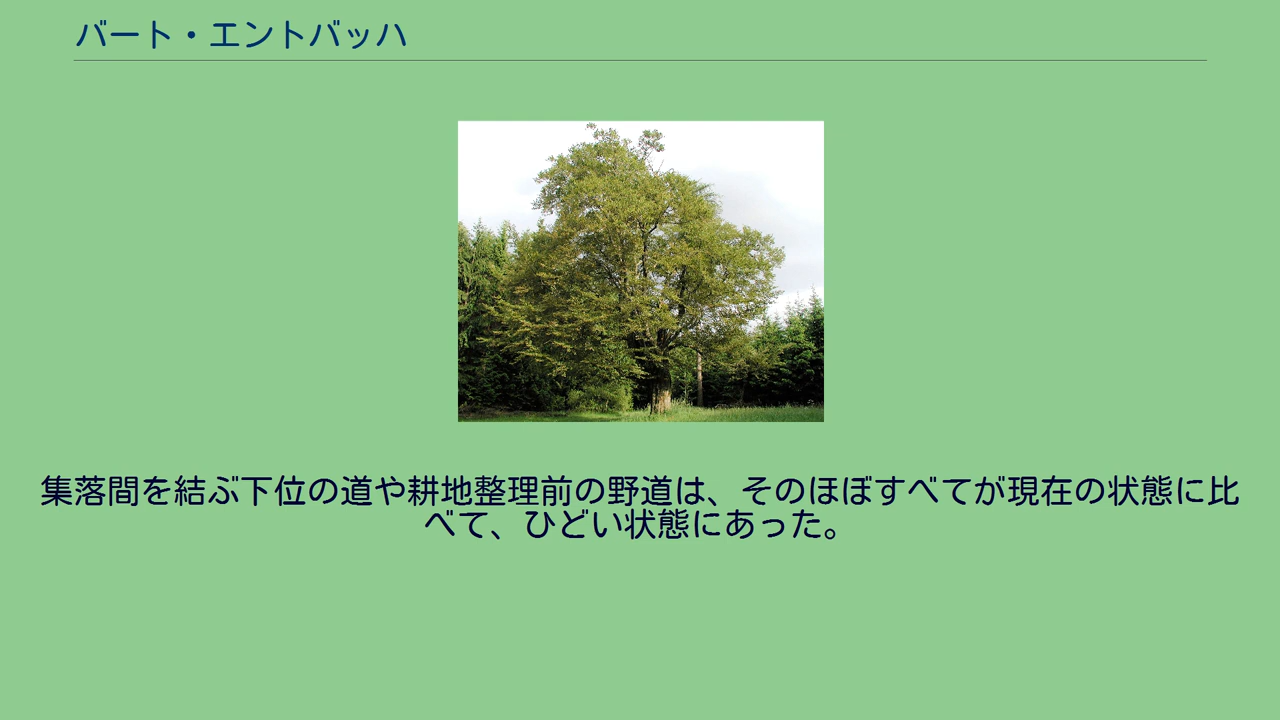 バート・エントバッハ
集落間を結ぶ下位の道や耕地整理前の野道は、そのほぼすべてが現在の状態に比
べて、ひどい状態にあった。